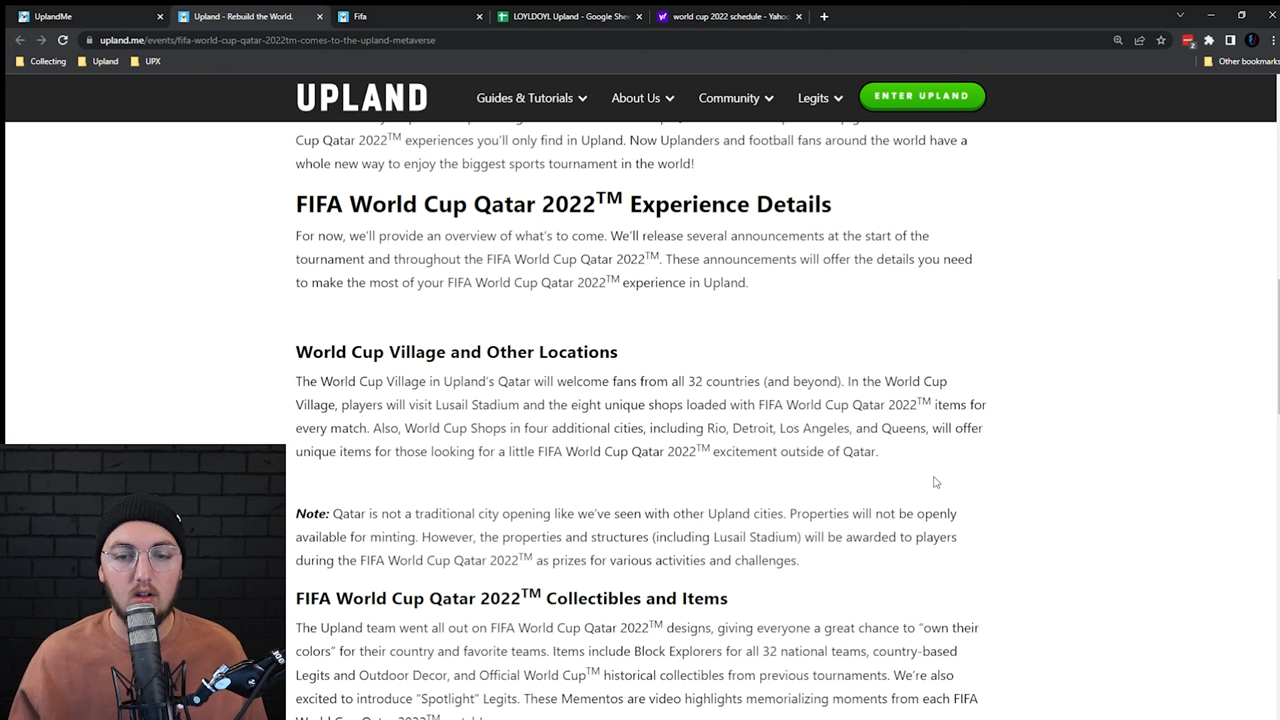 UplandMe
Upland - Rebuild the World.
Fifa
LOYLDOYL Upland - Google She
world cup 2022 schedule - Yahoo
upland.me/events/fifa-world-cup-qatar-2022tm-comes-to-the-upland-metaverse
2
Collecting
Upland
UPX
Other bookmarks
UPLAND
Guides & Tutorials
About Us
Community
Legits
ENTER UPLAND
Cup Qatar 2022TM experiences you'll only find in Upland. Now Uplanders and football fans around the world have a
whole new way to enjoy the biggest sports tournament in the world!
FIFA World Cup Qatar 2022TM Experience Details
For now, we'll provide an overview of what's to come. We'll release several announcements at the start of the
tournament and throughout the FIFA World Cup Qatar 2022TM. These announcements will offer the details you need
to make the most of your FIFA World Cup Qatar 2022TM experience in Upland.
World Cup Village and Other Locations
The World Cup Village in Upland's Qatar will welcome fans from all 32 countries (and beyond). In the World Cup
Village, players will visit Lusail Stadium and the eight unique shops loaded with FIFA World Cup Qatar 2022TM items for
every match. Also, World Cup Shops in four additional cities, including Rio, Detroit, Los Angeles, and Queens, will offer
unique items for those looking for a little FIFA World Cup Qatar 2022TM excitement outside of Qatar.
Note: Qatar is not a traditional city opening like we've seen with other Upland cities. Properties will not be openly
available for minting. However, the properties and structures (including Lusail Stadium) will be awarded to players
during the FIFA World Cup Qatar 2022TM as prizes for various activities and challenges.
FIFA World Cup Qatar 2022TM Collectibles and Items
The Upland team went all out on FIFA World Cup Qatar 2022TM designs, giving everyone a great chance to "own their
colors" for their country and favorite teams. Items include Block Explorers for all 32 national teams, country-based
Legits and Outdoor Decor, and Official World CupTM historical collectibles from previous tournaments. We're also
excited to introduce "Spotlight" Legits. These Mementos are video highlights memorializing moments from each FIFA
World Cup Qatar 2022TM